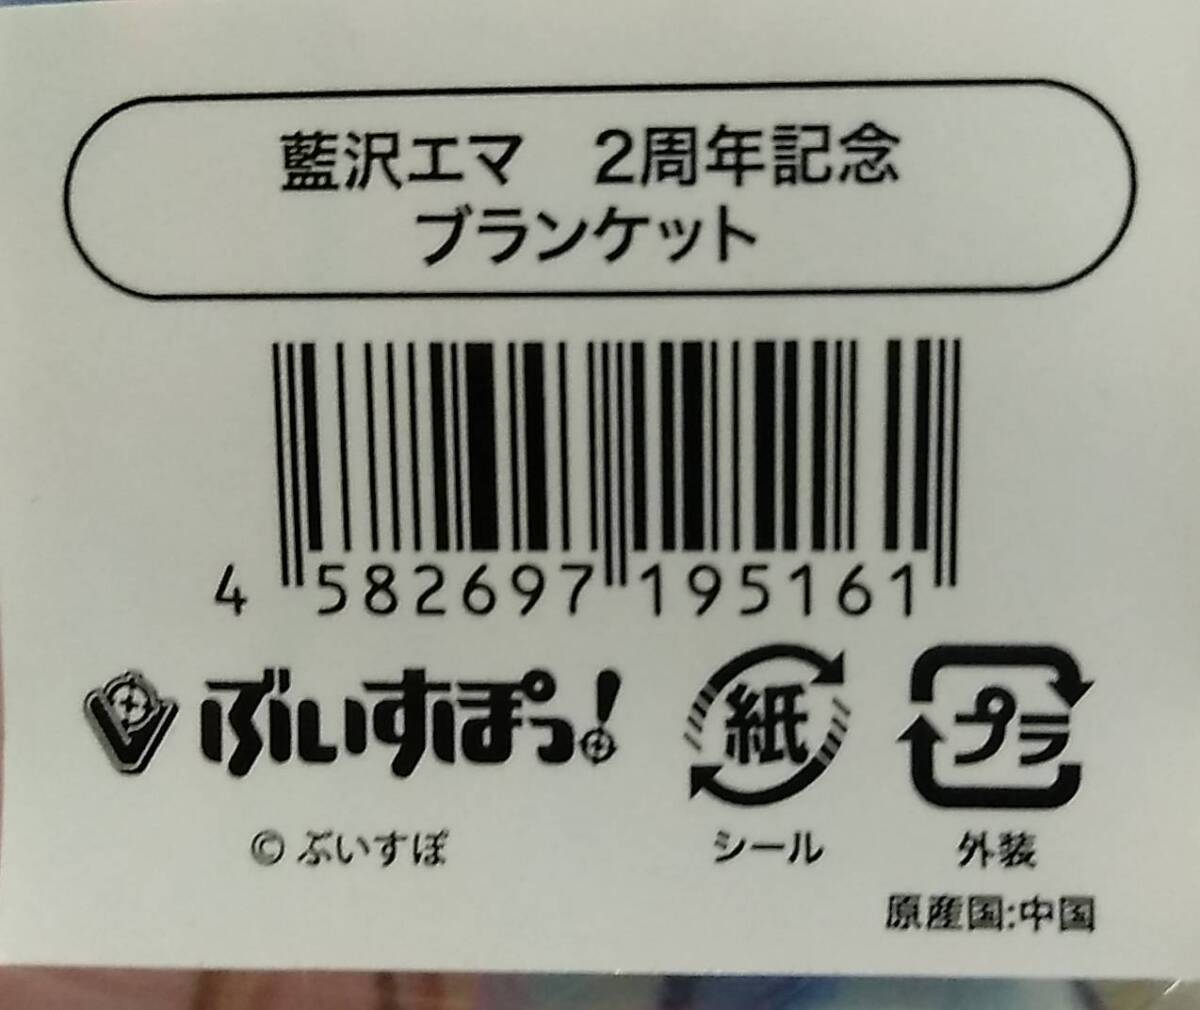 藍沢エマ　2周年記念
ブランケット
4 582697 195161
ぶいすぽっ!
紙
プラ
© ぶいすぽ
シール
外装
原産国:中国